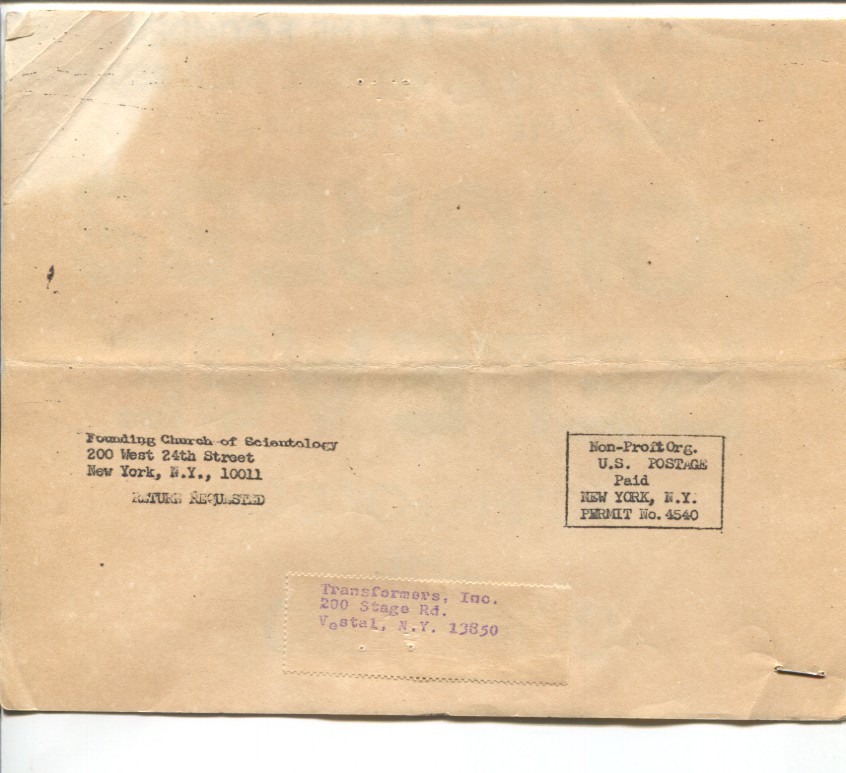 Founding Church of Scientology
200 West 24th Street
New York, N.Y., 10011
RETURN REQUESTED
Non-Profit Org.
U.S. POSTAGE
Paid
NEW YORK, N.Y.
PERMIT No. 4540
Transformers, Inc.
200 Stage Rd.
Vestal, N.Y. 13850